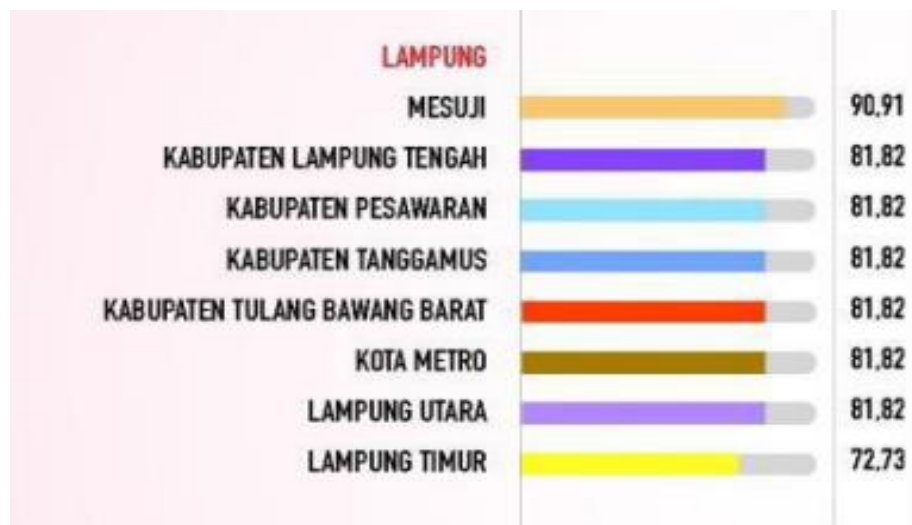 LAMPUNG
MESUJI 90,91
KABUPATEN LAMPUNG TENGAH 81,82
KABUPATEN PESAWARAN 81,82
KABUPATEN TANGGAMUS 81,82
KABUPATEN TULANG BAWANG BARAT 81,82
KOTA METRO 81,82
LAMPUNG UTARA 81,82
LAMPUNG TIMUR 72,73